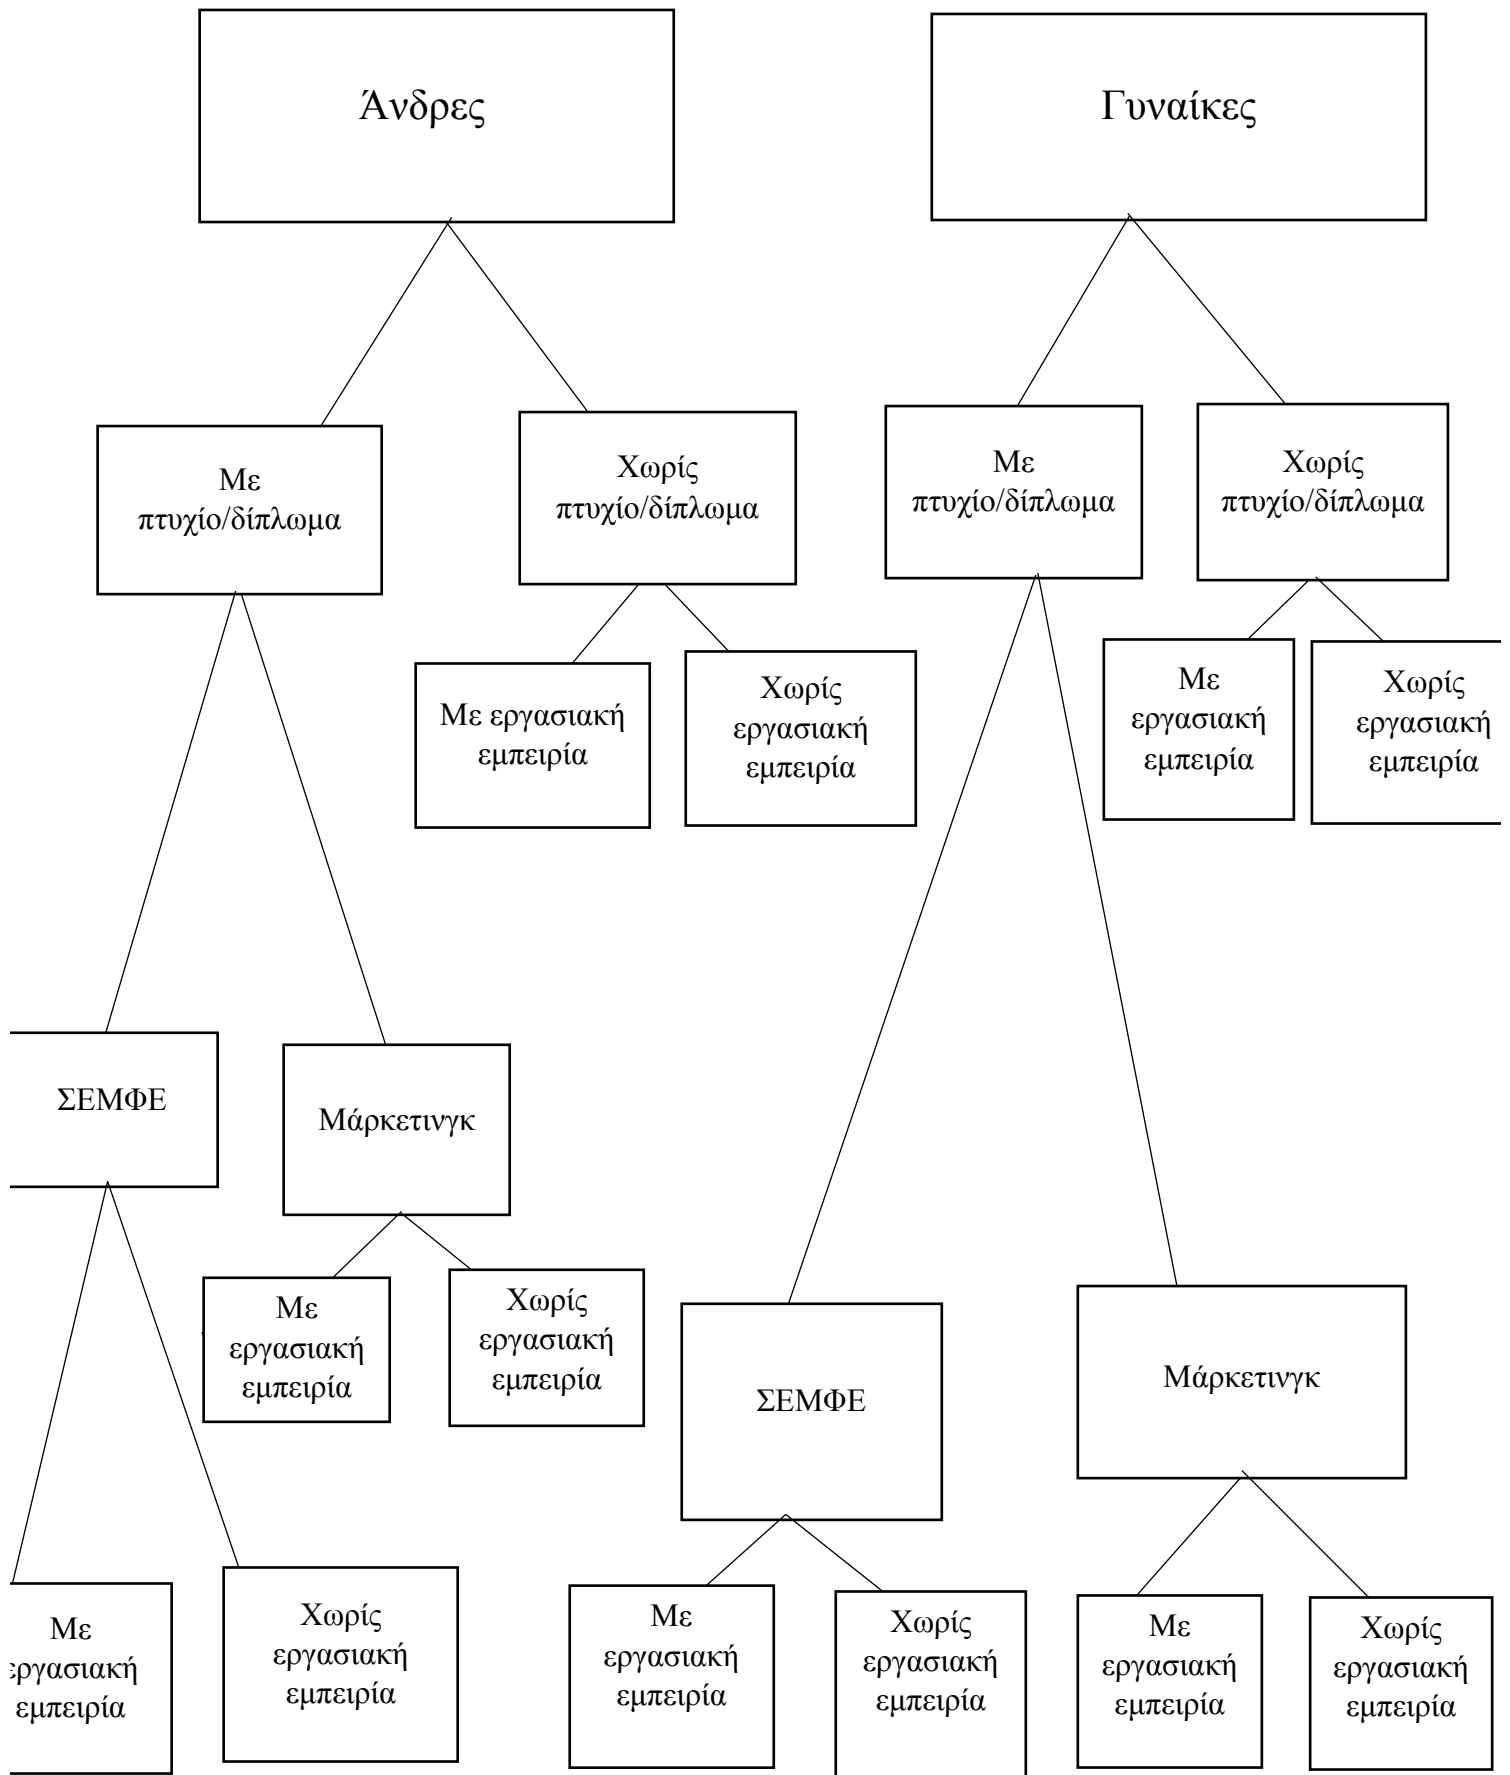 Άνδρες
Γυναίκες
Με
πτυχίο/δίπλωμα
Χωρίς
πτυχίο/δίπλωμα
Με
πτυχίο/δίπλωμα
Χωρίς
πτυχίο/δίπλωμα
Με εργασιακή
εμπειρία
Χωρίς
εργασιακή
εμπειρία
Με
εργασιακή
εμπειρία
Χωρίς
εργασιακή
εμπειρία
ΣΕΜΦΕ
Μάρκετινγκ
Με
εργασιακή
εμπειρία
Χωρίς
εργασιακή
εμπειρία
ΣΕΜΦΕ
Μάρκετινγκ
Με
εργασιακή
εμπειρία
Χωρίς
εργασιακή
εμπειρία
Με
εργασιακή
εμπειρία
Χωρίς
εργασιακή
εμπειρία
Με
εργασιακή
εμπειρία
Χωρίς
εργασιακή
εμπειρία